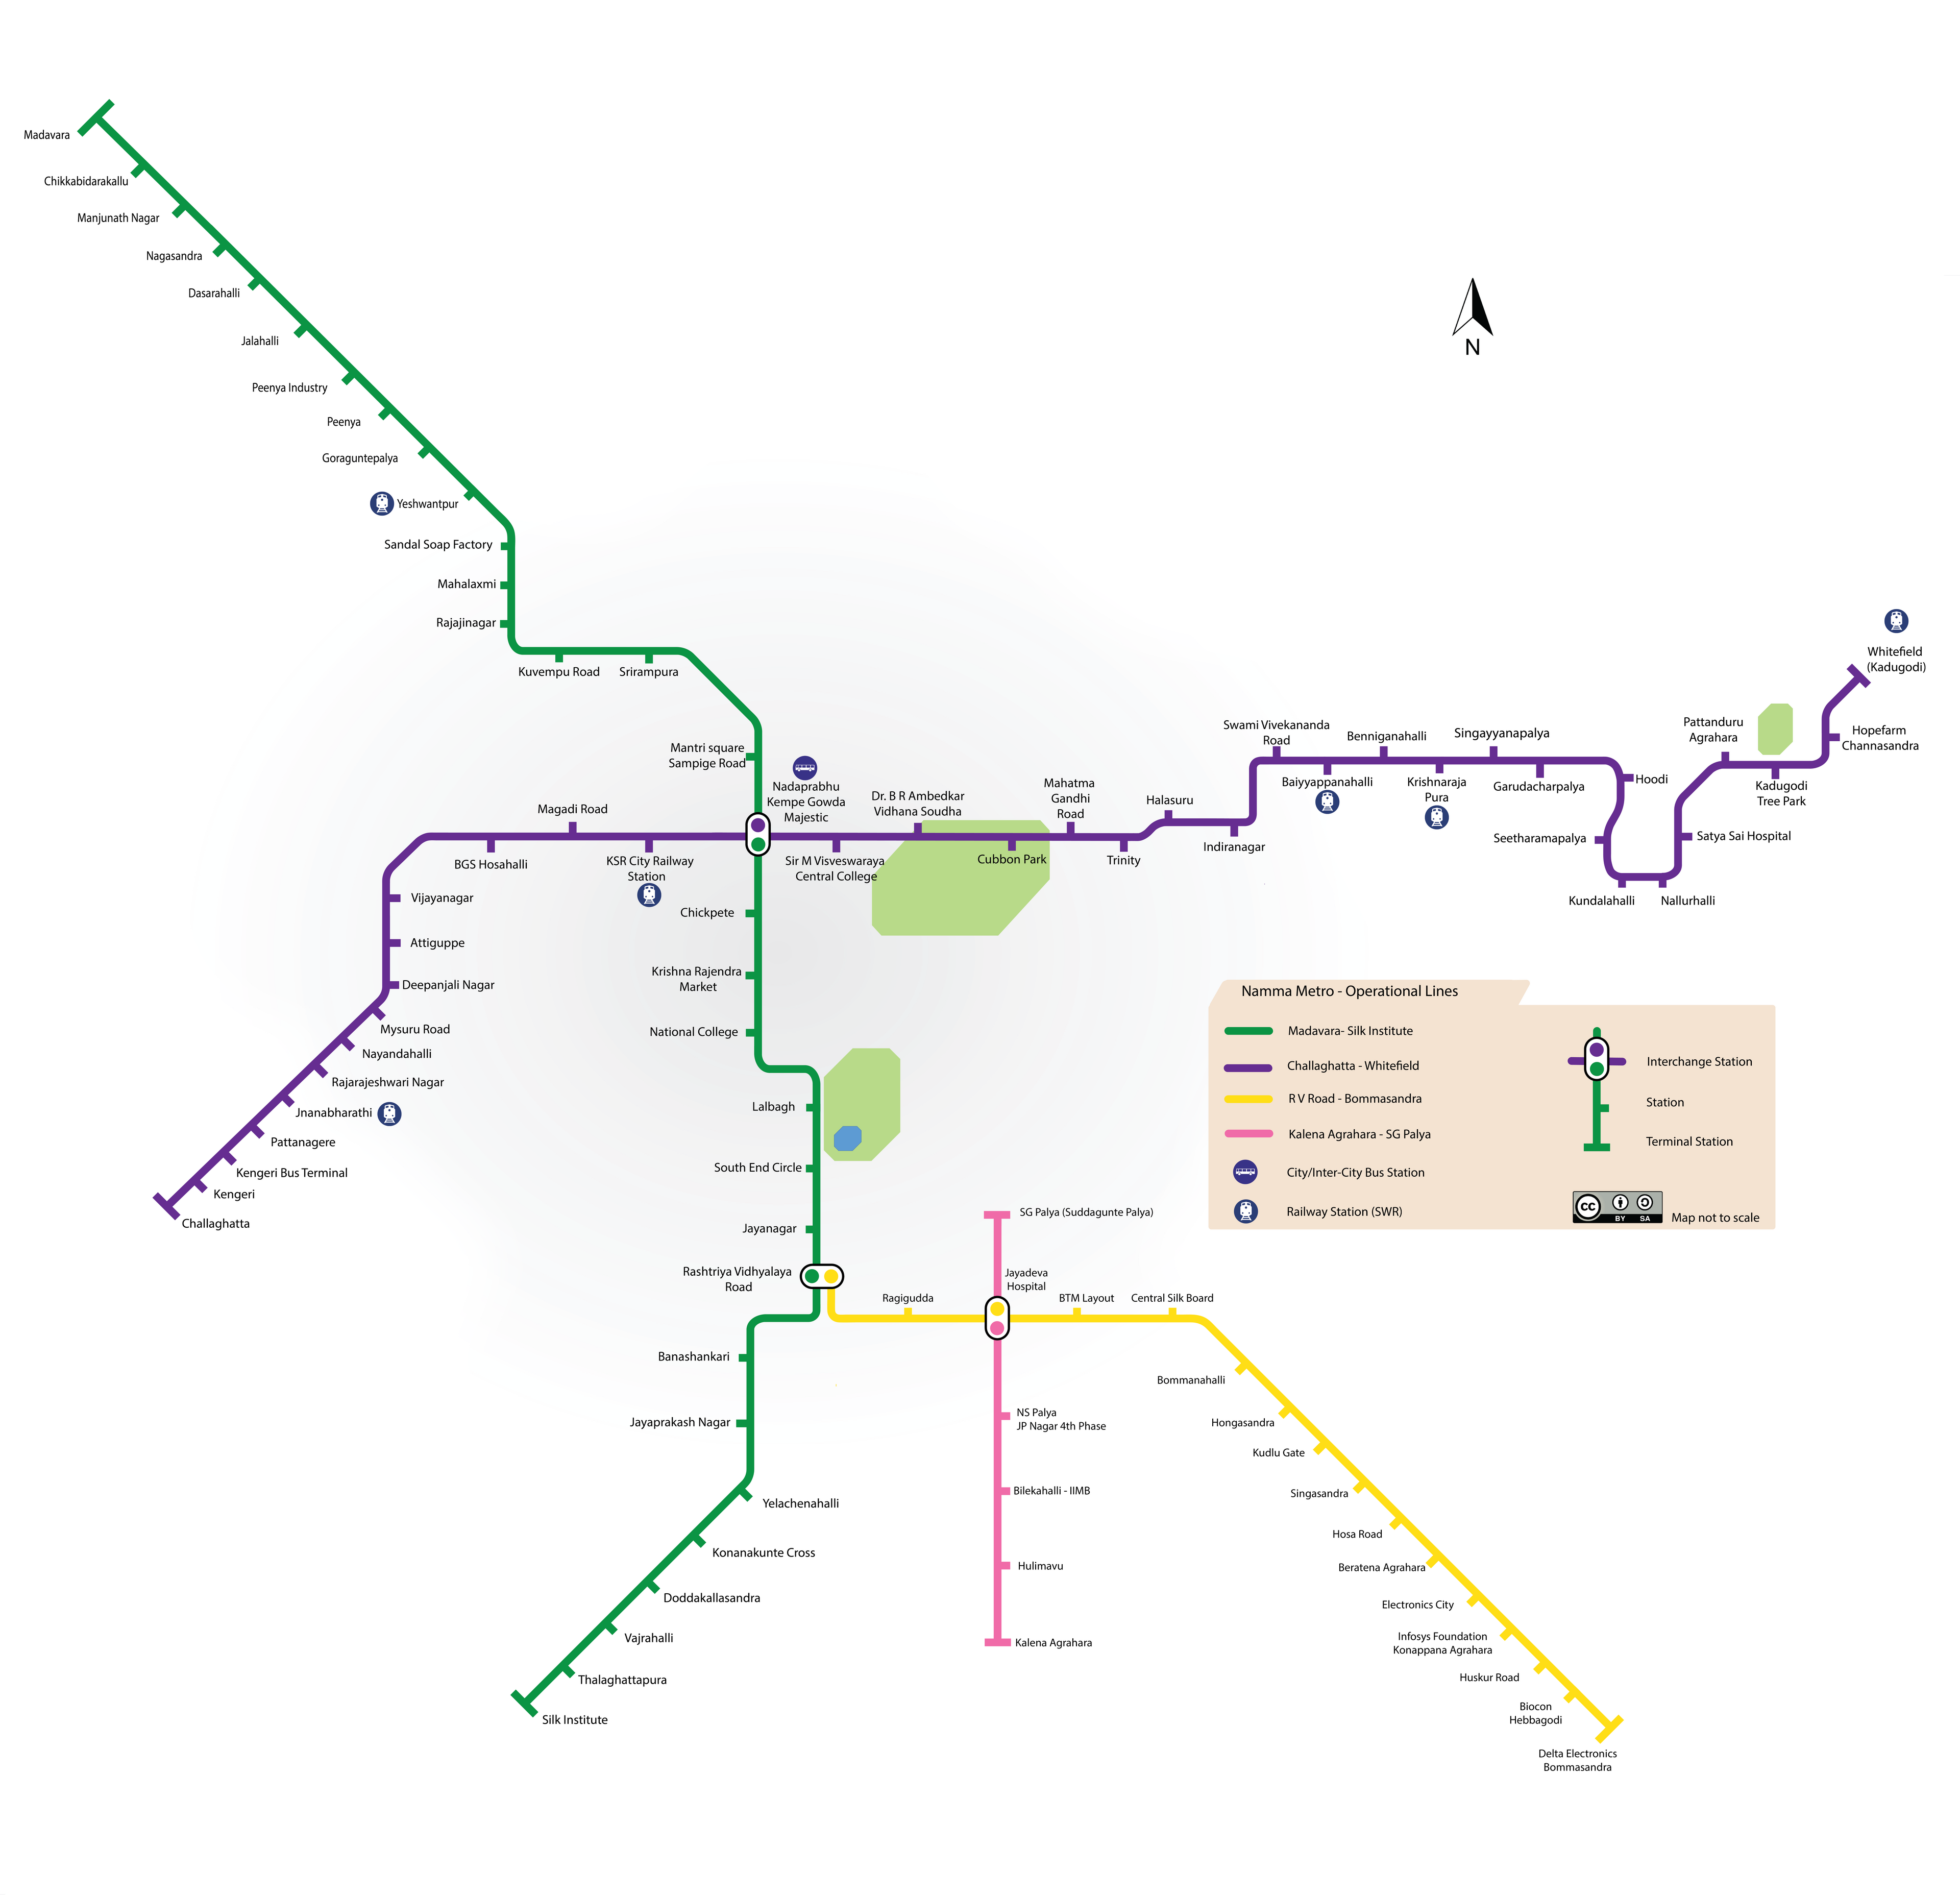 Madavara
Chikkabidarakallu
Manjunath Nagar
Nagasandra
Dasarahalli
Jalahalli
Peenya Industry
Peenya
Goraguntepalya
Yeshwantpur
Sandal Soap Factory
Mahalaxmi
Rajajinagar
Kuvempu Road
Srirampura
Mantri square
Sampige Road
N
Nadaprabhu
Kempe Gowda
Majestic
Magadi Road
BGS Hosahalli
KSR City Railway
Station
Dr. B R Ambedkar
Vidhana Soudha
Sir M Visveswaraya
Central College
Cubbon Park
Mahatma
Gandhi
Road
Trinity
Halasuru
Indiranagar
Swami Vivekananda
Road
Baiyyappanahalli
Benniganahalli
Krishnaraja
Pura
Singayyanapalya
Garudacharpalya
Hoodi
Seetharamapalya
Kundalahalli
Nallurhalli
Satya Sai Hospital
Pattanduru
Agrahara
Kadugodi
Tree Park
Hopefarm
Channasandra
Whitefield
(Kadugodi)
Vijayanagar
Attiguppe
Deepanjali Nagar
Mysuru Road
Nayandahalli
Rajarajeshwari Nagar
Jnanabharathi
Pattanagere
Kengeri Bus Terminal
Kengeri
Challaghatta
Chickpete
Krishna Rajendra
Market
National College
Lalbagh
South End Circle
Jayanagar
Rashtriya Vidhyalaya
Road
Banashankari
Jayaprakash Nagar
Yelachenahalli
Konanakunte Cross
Doddakallasandra
Vajrahalli
Thalaghattapura
Silk Institute
SG Palya (Suddagunte Palya)
Jayadeva
Hospital
Ragigudda
BTM Layout
Central Silk Board
NS Palya
JP Nagar 4th Phase
Bilekahalli - IIMB
Hulimavu
Kalena Agrahara
Bommanahalli
Hongasandra
Kudlu Gate
Singasandra
Hosa Road
Beratena Agrahara
Electronics City
Infosys Foundation
Konappana Agrahara
Huskur Road
Biocon
Hebbagodi
Delta Electronics
Bommasandra
Namma Metro - Operational Lines
Madavara- Silk Institute
Challaghatta - Whitefield
R V Road - Bommasandra
Kalena Agrahara - SG Palya
City/Inter-City Bus Station
Railway Station (SWR)
Interchange Station
Station
Terminal Station
cc
BY SA
Map not to scale